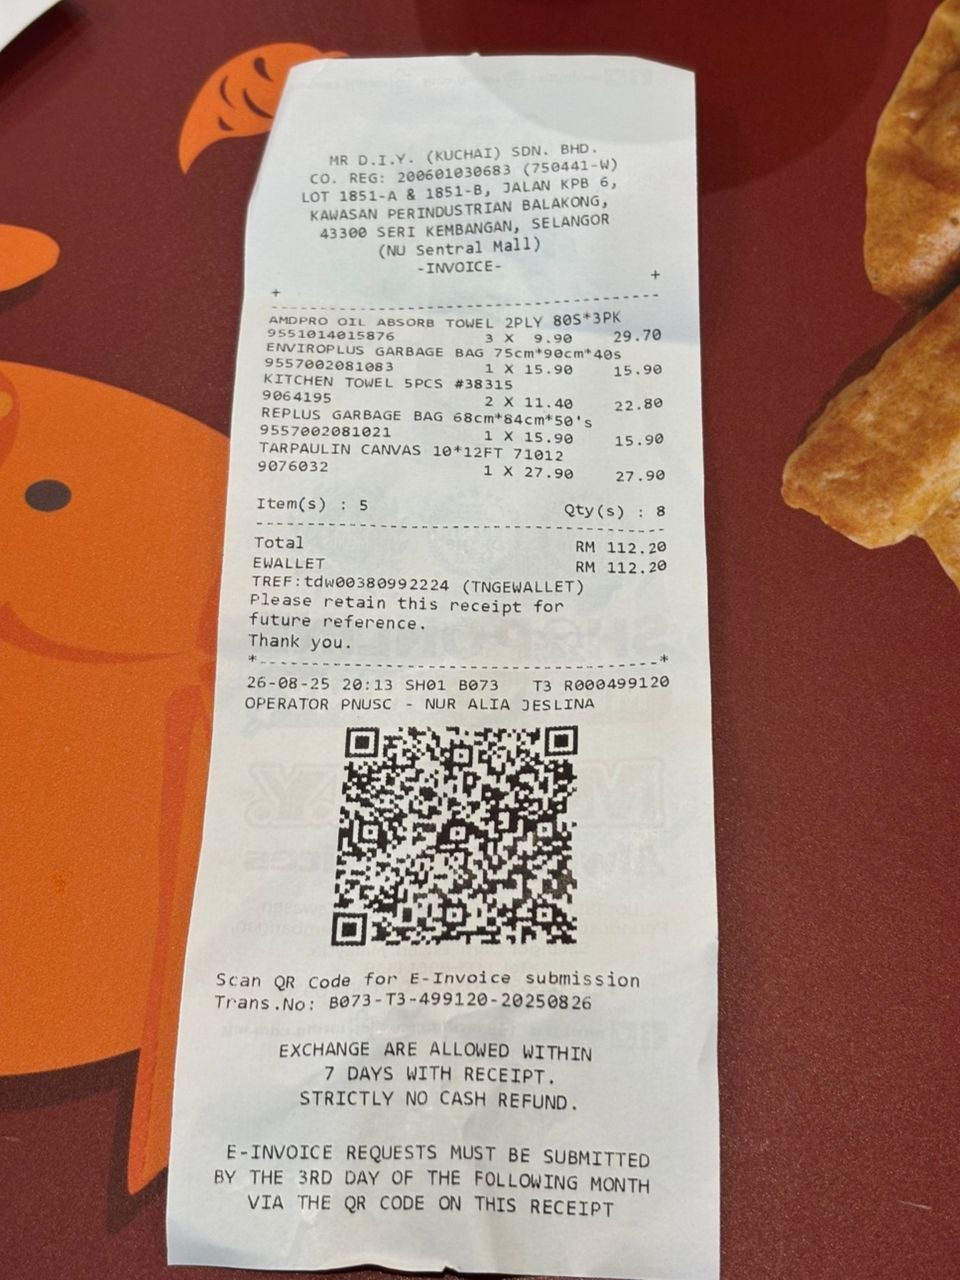 MR D.I.Y. (KUCHAI) SDN. BHD.
CO. REG: 200601030683 (750441-W)
LOT 1851-A & 1851-B, JALAN KPB 6,
KAWASAN PERINDUSTRIAN BALAKONG,
43300 SERI KEMBANGAN, SELANGOR
(NU Sentral Mall)
-INVOICE-
+ +
--------------------------------------
AMDPRO OIL ABSORB TOWEL 2PLY 80S*3PK
9551014015876 3 X 9.90 29.70
ENVIROPLUS GARBAGE BAG 75cm*90cm*40s
9557002081083 1 X 15.90 15.90
KITCHEN TOWEL 5PCS #38315
9064195 2 X 11.40 22.80
REPLUS GARBAGE BAG 68cm*84cm*50's
9557002081021 1 X 15.90 15.90
TARPAULIN CANVAS 10*12FT 71012
9076032 1 X 27.90 27.90
Item(s) : 5 Qty(s) : 8
--------------------------------------
Total RM 112.20
EWALLET RM 112.20
TREF:tdw00380992224 (TNGEWALLET)
Please retain this receipt for
future reference.
Thank you.
*--------------------------------------*
26-08-25 20:13 SH01 B073 T3 R000499120
OPERATOR PNUSC - NUR ALIA JESLINA
Scan QR Code for E-Invoice submission
Trans.No: B073-T3-499120-20250826
EXCHANGE ARE ALLOWED WITHIN
7 DAYS WITH RECEIPT.
STRICTLY NO CASH REFUND.
E-INVOICE REQUESTS MUST BE SUBMITTED
BY THE 3RD DAY OF THE FOLLOWING MONTH
VIA THE QR CODE ON THIS RECEIPT